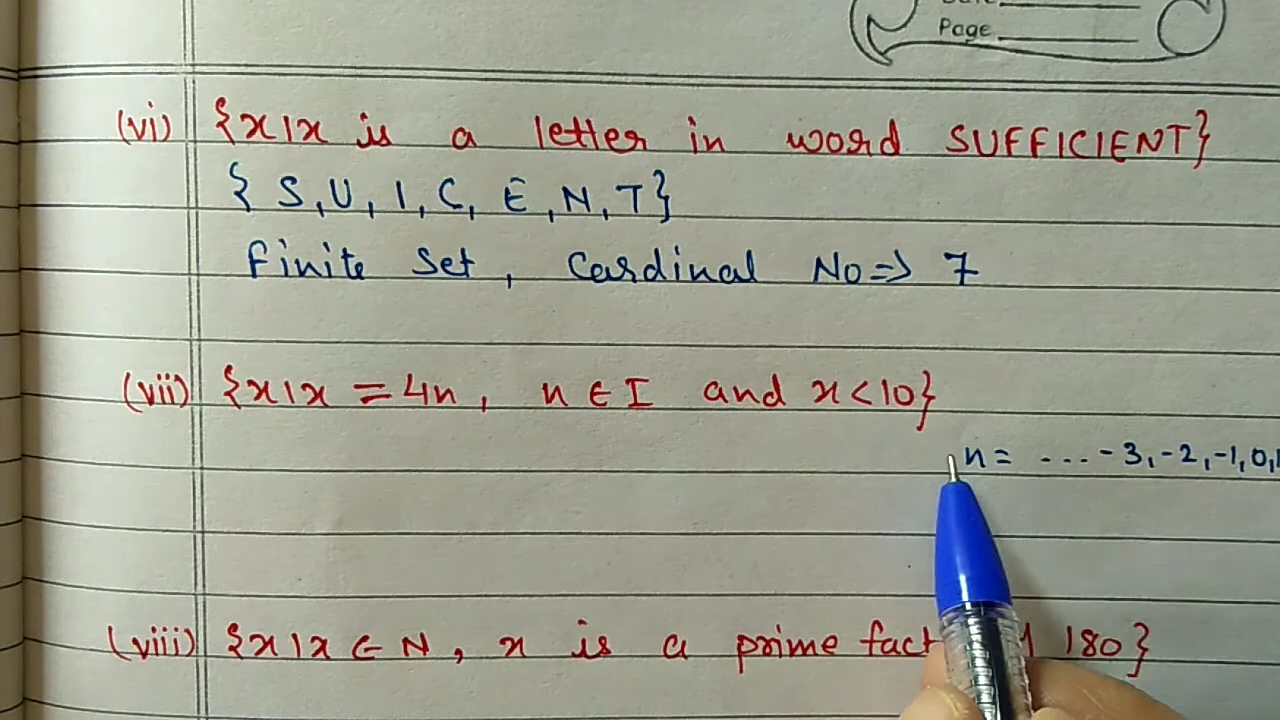 Page
(vi) {x|x is a letter in word SUFFICIENT}
{ S, U, I, C, E, N, T}
Finite Set, Cardinal No => 7
(vii) {x|x = 4n, n ∈ I and x < 10}
n = ... -3, -2, -1, 0, 1
(viii) {x|x ∈ N, x is a prime fact 180}